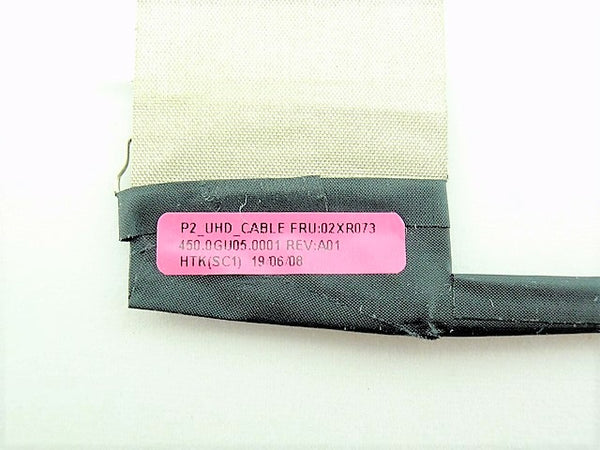 P2_UHD_CABLE FRU:02XR073
450.0GU05.0001 REV:A01
HTK(SC1) 19/06/08